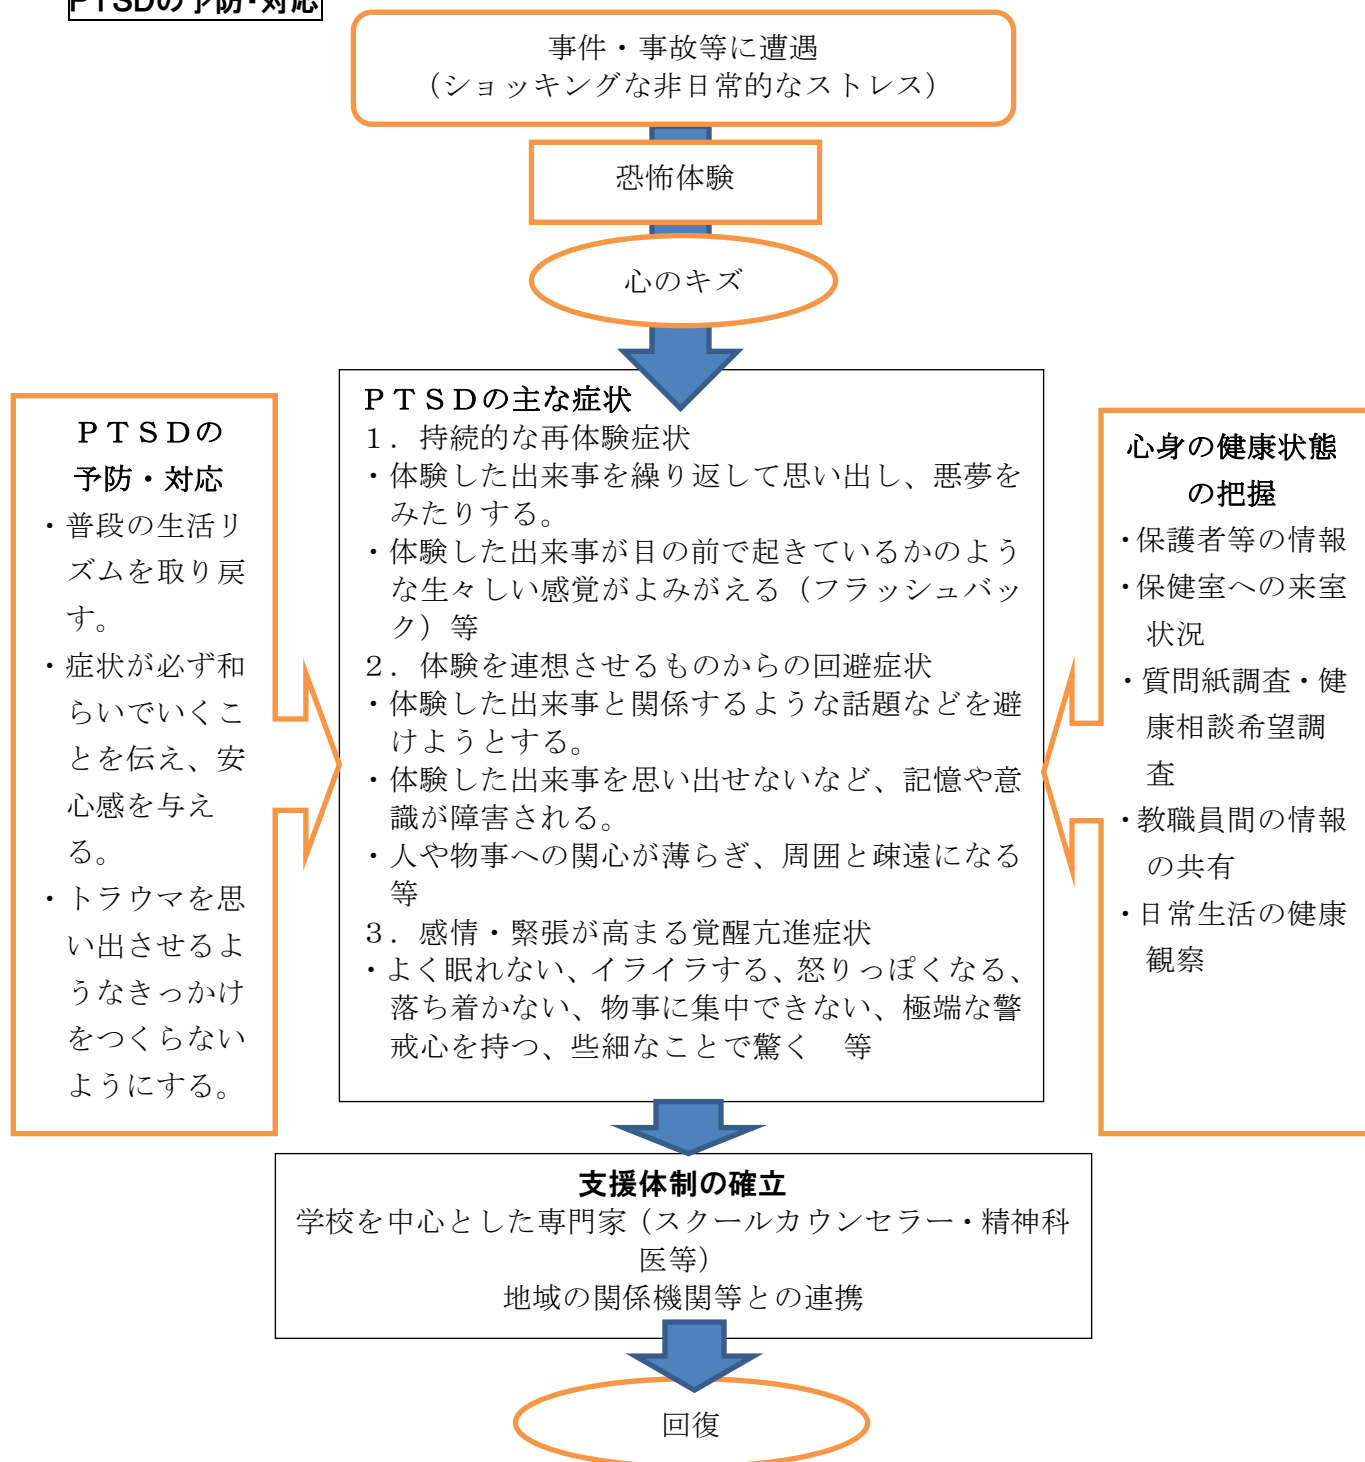 PTSDの予防・対応
事件・事故等に遭遇
（ショッキングな非日常的なストレス）
恐怖体験
心のキズ
ＰＴＳＤの主な症状
１．持続的な再体験症状
・体験した出来事を繰り返して思い出し、悪夢を
みたりする。
・体験した出来事が目の前で起きているかのよう
な生々しい感覚がよみがえる（フラッシュバッ
ク）等
２．体験を連想させるものからの回避症状
・体験した出来事と関係するような話題などを避
けようとする。
・体験した出来事を思い出せないなど、記憶や意
識が障害される。
・人や物事への関心が薄らぎ、周囲と疎遠になる
等
３．感情・緊張が高まる覚醒亢進症状
・よく眠れない、イライラする、怒りっぽくなる、
落ち着かない、物事に集中できない、極端な警
戒心を持つ、些細なことで驚く　等
ＰＴＳＤの
予防・対応
・普段の生活リ
ズムを取り戻
す。
・症状が必ず和
らいでいくこ
とを伝え、安
心感を与え
る。
・トラウマを思
い出させるよ
うなきっかけ
をつくらない
ようにする。
心身の健康状態
の把握
・保護者等の情報
・保健室への来室
状況
・質問紙調査・健
康相談希望調
査
・教職員間の情報
の共有
・日常生活の健康
観察
支援体制の確立
学校を中心とした専門家（スクールカウンセラー・精神科
医等）
地域の関係機関等との連携
回復